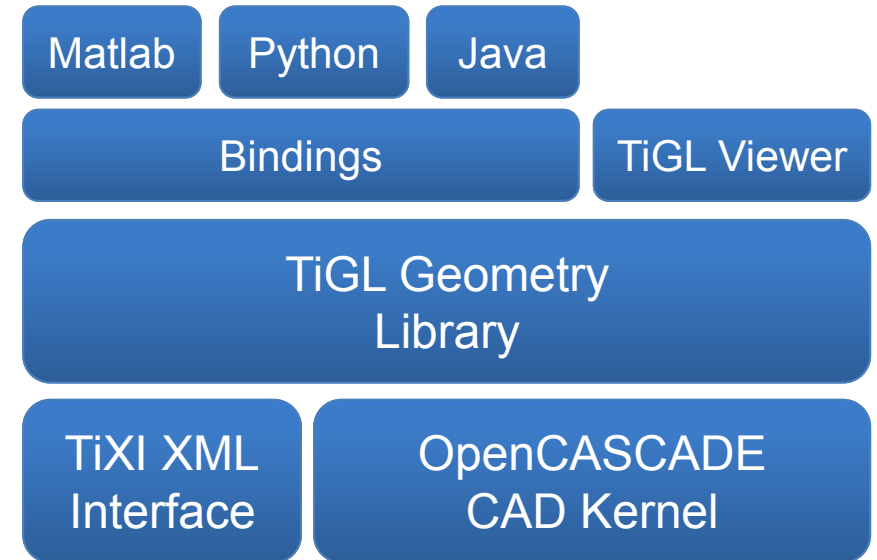 Matlab
Python
Java
Bindings
TiGL Viewer
TiGL Geometry
Library
TiXI XML
Interface
OpenCASCADE
CAD Kernel